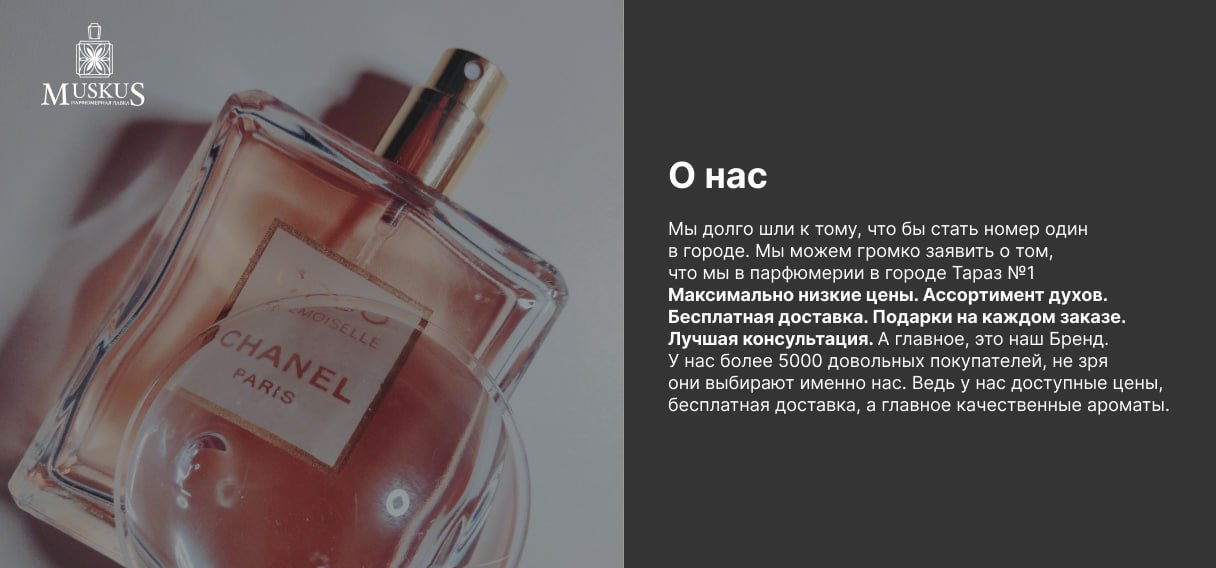 MUSKUS
ПАРФЮМЕРНАЯ ЛАВКА
MOISELLE
CHANEL
PARIS
О нас
Мы долго шли к тому, что бы стать номер один
в городе. Мы можем громко заявить о том,
что мы в парфюмерии в городе Тараз №1
Максимально низкие цены. Ассортимент духов.
Бесплатная доставка. Подарки на каждом заказе.
Лучшая консультация. А главное, это наш Бренд.
У нас более 5000 довольных покупателей, не зря
они выбирают именно нас. Ведь у нас доступные цены,
бесплатная доставка, а главное качественные ароматы.